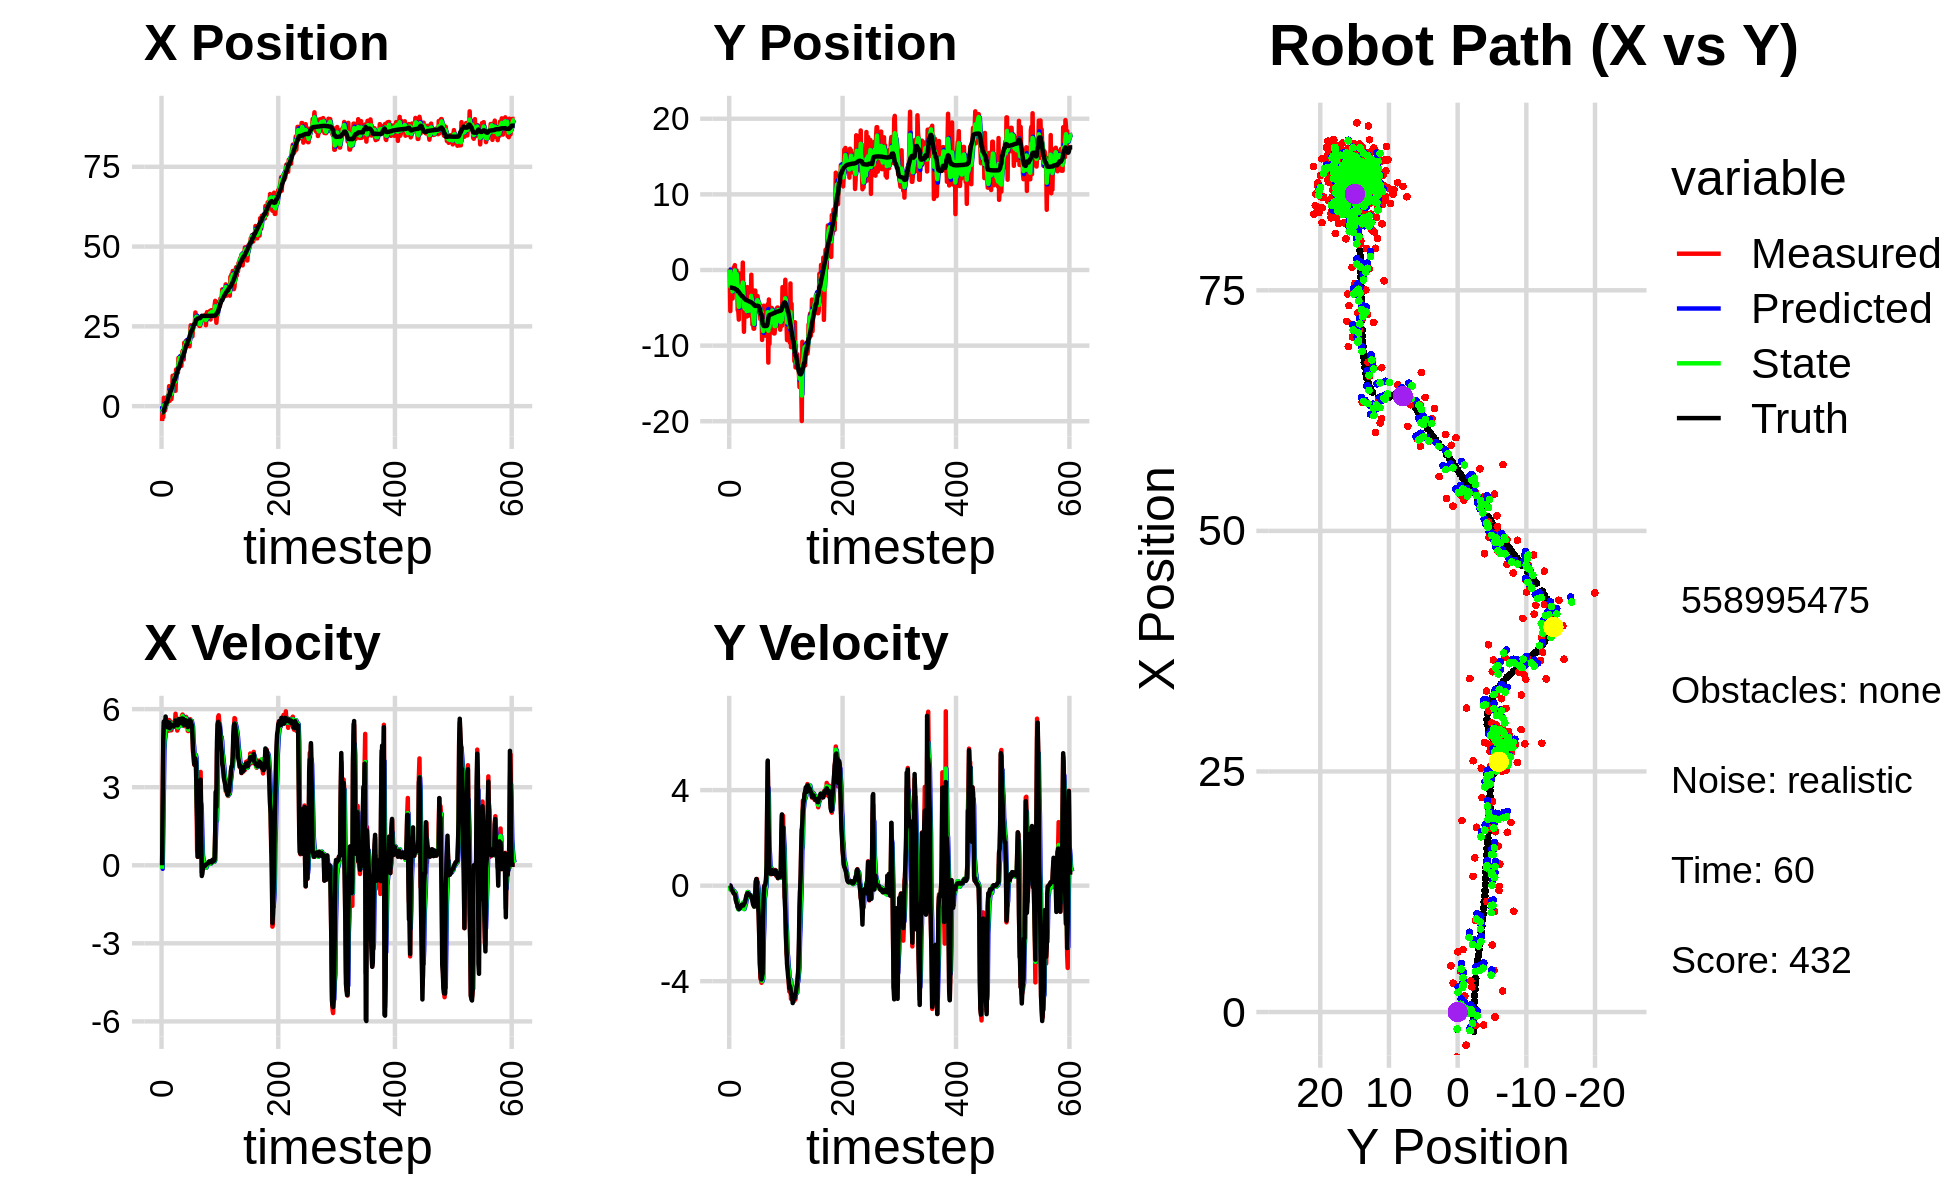 X Position
75
50
25
0
0
200
400
600
timestep
Y Position
20
10
0
-10
-20
0
200
400
600
timestep
X Velocity
6
3
0
-3
-6
0
200
400
600
timestep
Y Velocity
4
0
-4
0
200
400
600
timestep
Robot Path (X vs Y)
X Position
75
50
25
0
20
10
0
-10
-20
Y Position
variable
Measured
Predicted
State
Truth
558995475
Obstacles: none
Noise: realistic
Time: 60
Score: 432